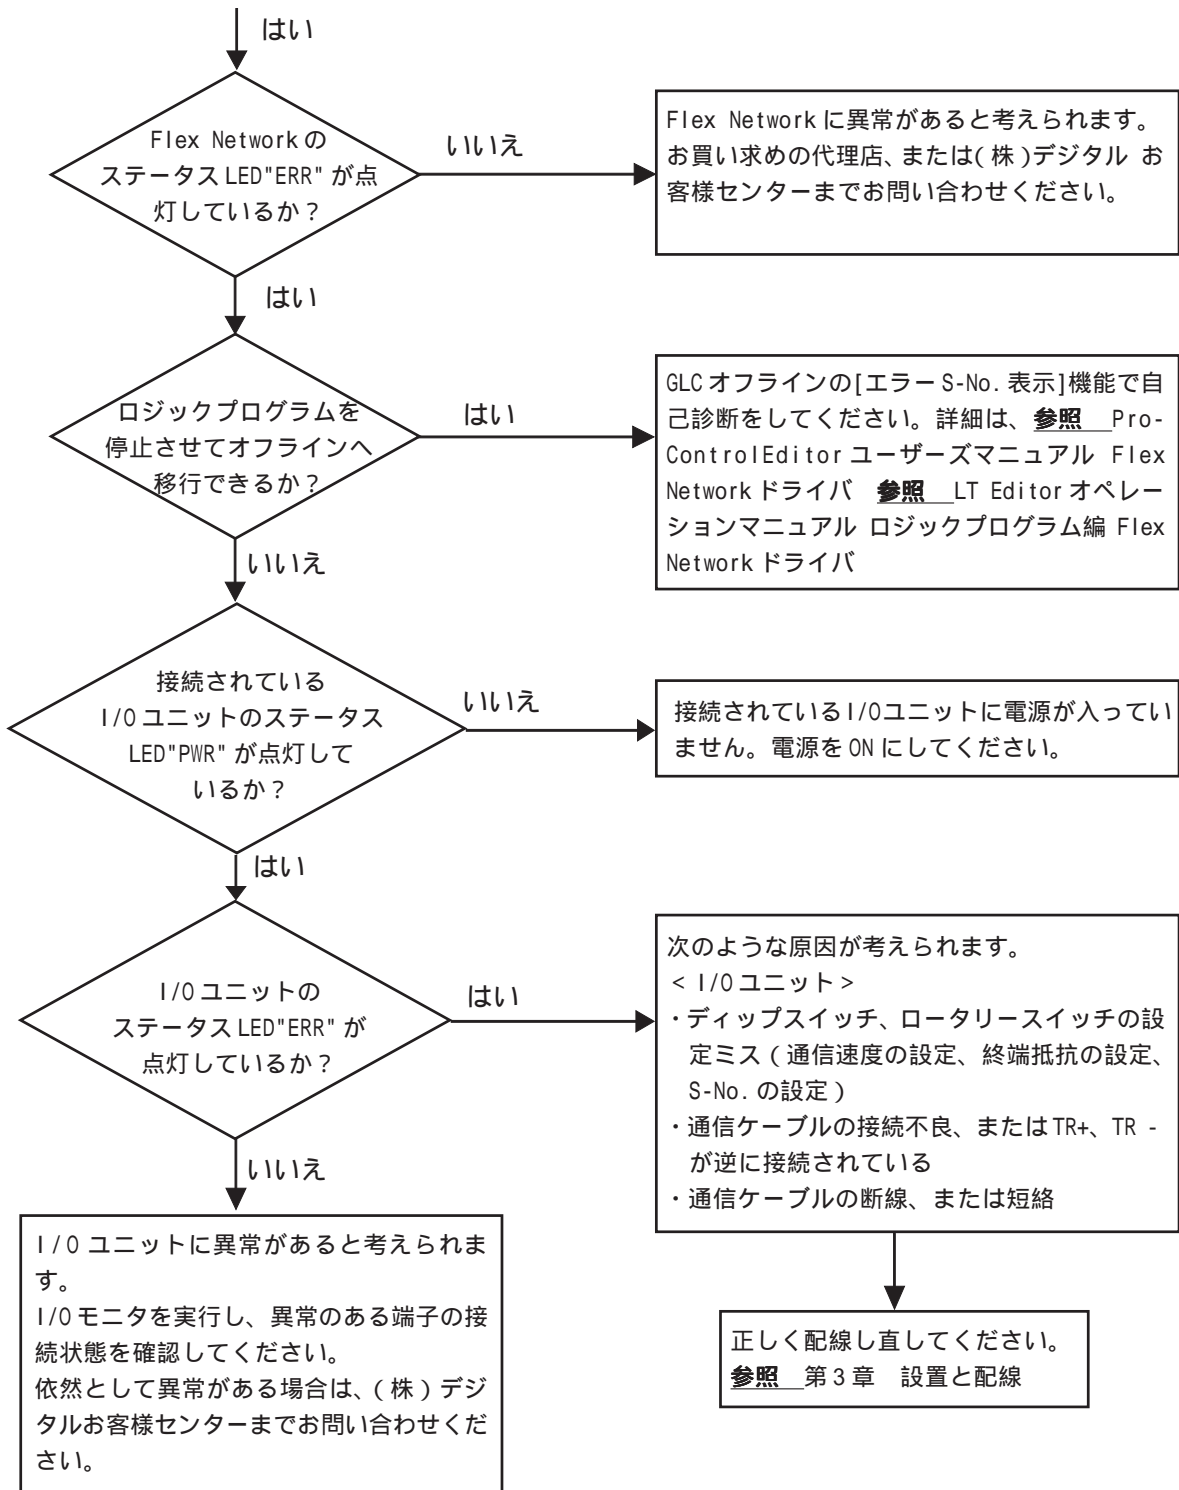 はい
Flex Networkの
ステータスLED"ERR"が点
灯しているか？
いいえ
Flex Networkに異常があると考えられます。
お買い求めの代理店、または(株)デジタル お
客様センターまでお問い合わせください。
はい
ロジックプログラムを
停止させてオフラインへ
移行できるか？
はい
GLCオフラインの[エラーS-No.表示]機能で自
己診断をしてください。詳細は、参照 Pro-
ControlEditorユーザーズマニュアル Flex
Networkドライバ 参照 LT Editorオペレー
ションマニュアル ロジックプログラム編 Flex
Networkドライバ
いいえ
接続されている
I/Oユニットのステータス
LED"PWR"が点灯して
いるか？
いいえ
接続されているI/Oユニットに電源が入ってい
ません。電源をONにしてください。
はい
I/Oユニットの
ステータスLED"ERR"が
点灯しているか？
はい
次のような原因が考えられます。
< I/Oユニット >
・ディップスイッチ、ロータリースイッチの設
定ミス（通信速度の設定、終端抵抗の設定、
S-No.の設定）
・通信ケーブルの接続不良、またはTR+、TR -
が逆に接続されている
・通信ケーブルの断線、または短絡
いいえ
I/Oユニットに異常があると考えられま
す。
I/Oモニタを実行し、異常のある端子の接
続状態を確認してください。
依然として異常がある場合は、（株）デジ
タルお客様センターまでお問い合わせくだ
さい。
正しく配線し直してください。
参照 第3章 設置と配線